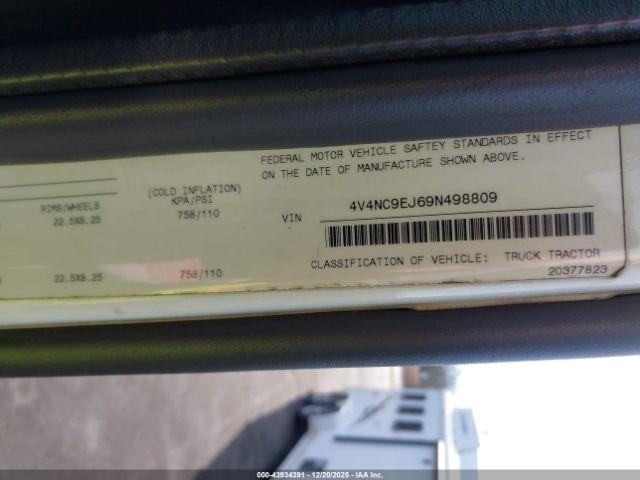 FEDERAL MOTOR VEHICLE SAFTEY STANDARDS IN EFFECT
ON THE DATE OF MANUFACTURE SHOWN ABOVE.
RIMS/WHEELS
(COLD INFLATION)
KPA/PSI
22.5X8.25 758/110
VIN 4V4NC9EJ69N498809
22.5X8.25 758/110
CLASSIFICATION OF VEHICLE: TRUCK TRACTOR
20377823
000-43934391 - 12/20/2025 - IAA Inc.